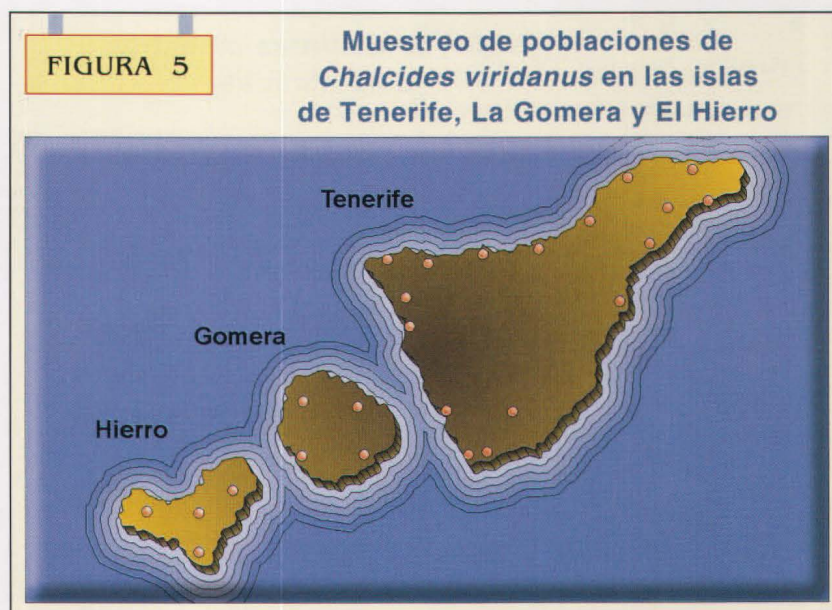 FIGURA 5
Muestreo de poblaciones de
Chalcides viridanus en las islas
de Tenerife, La Gomera y El Hierro
Tenerife
Gomera
Hierro